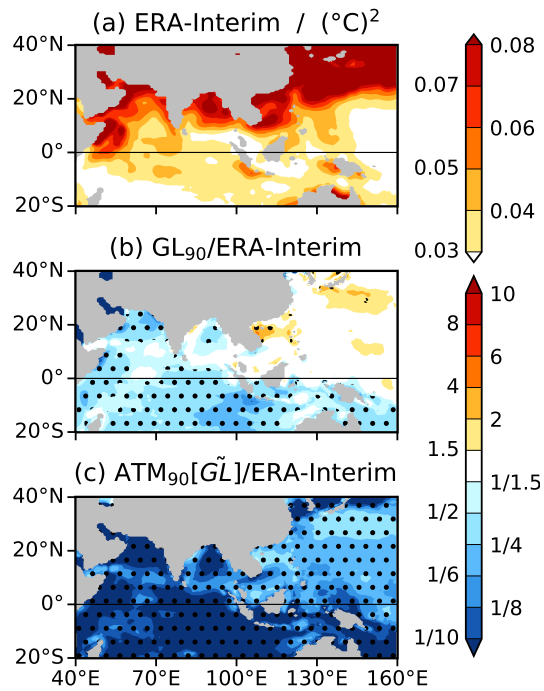 (a) ERA-Interim / (°C)²
40°N
20°N
0°
20°S
0.08
0.07
0.06
0.05
0.04
0.03
(b) GL₉₀/ERA-Interim
40°N
20°N
0°
20°S
10
8
6
4
2
1.5
1/1.5
1/2
1/4
1/6
1/8
1/10
(c) ATM₉₀[G̃L]/ERA-Interim
40°N
20°N
0°
20°S
40°E 70°E 100°E 130°E 160°E